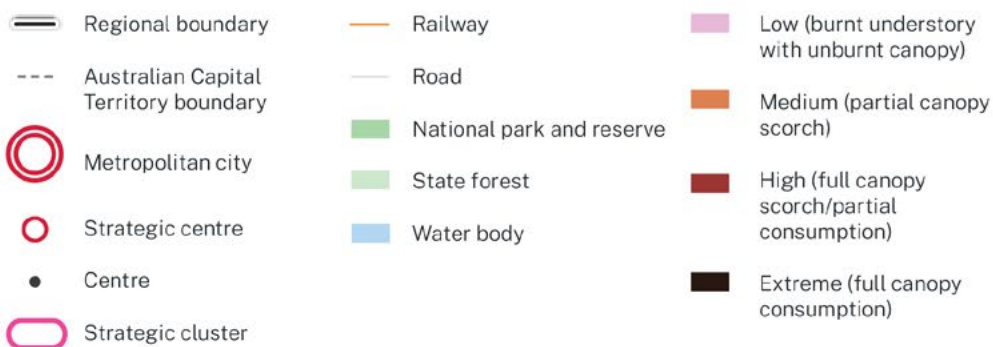 Regional boundary
Australian Capital
Territory boundary
Metropolitan city
Strategic centre
Centre
Strategic cluster
Railway
Road
National park and reserve
State forest
Water body
Low (burnt understory
with unburnt canopy)
Medium (partial canopy
scorch)
High (full canopy
scorch/partial
consumption)
Extreme (full canopy
consumption)